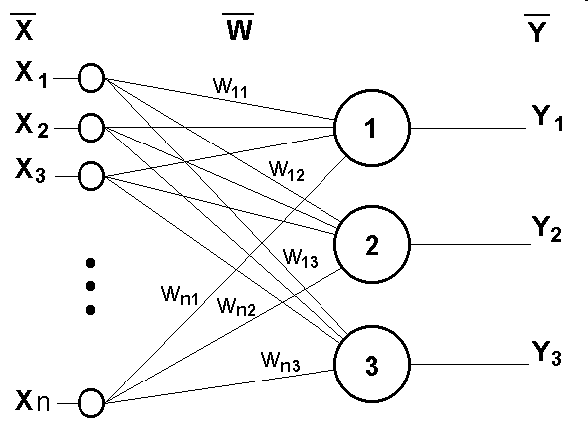 X W Y
X1 W11 1 Y1
X2
X3 W12
2 Y2
W13
Wn1 Wn2
Wn3 3 Y3
Xn